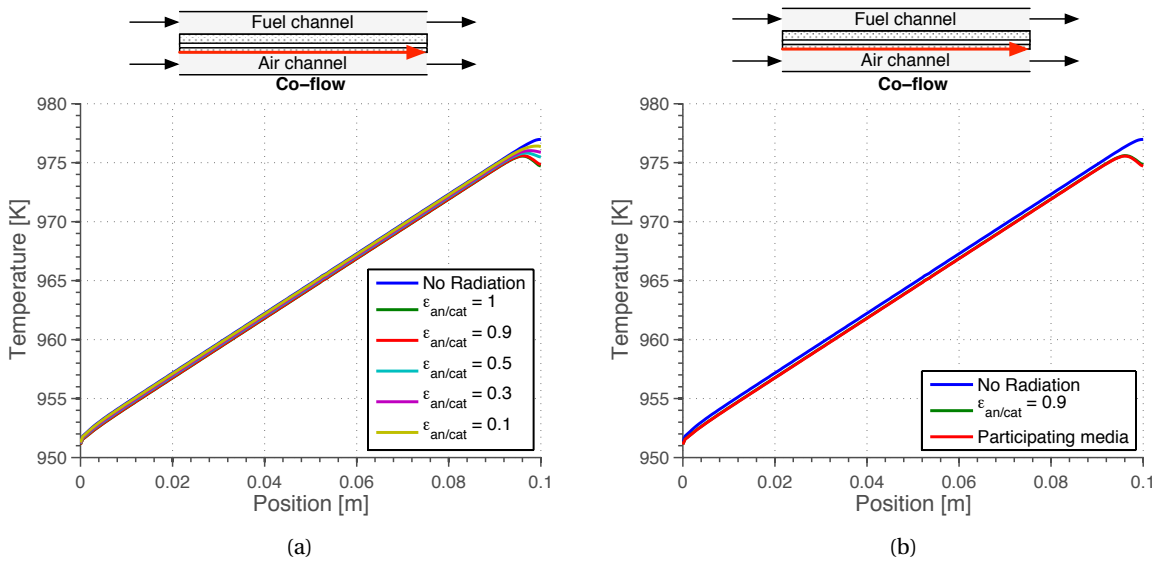 Fuel channel
Air channel
Co–flow
980
975
970
965
960
955
950
Temperature [K]
0
0.02
0.04
0.06
0.08
0.1
Position [m]
No Radiation
ε an/cat = 1
ε an/cat = 0.9
ε an/cat = 0.5
ε an/cat = 0.3
ε an/cat = 0.1
(a)
Fuel channel
Air channel
Co–flow
980
975
970
965
960
955
950
Temperature [K]
0
0.02
0.04
0.06
0.08
0.1
Position [m]
No Radiation
ε an/cat = 0.9
Participating media
(b)